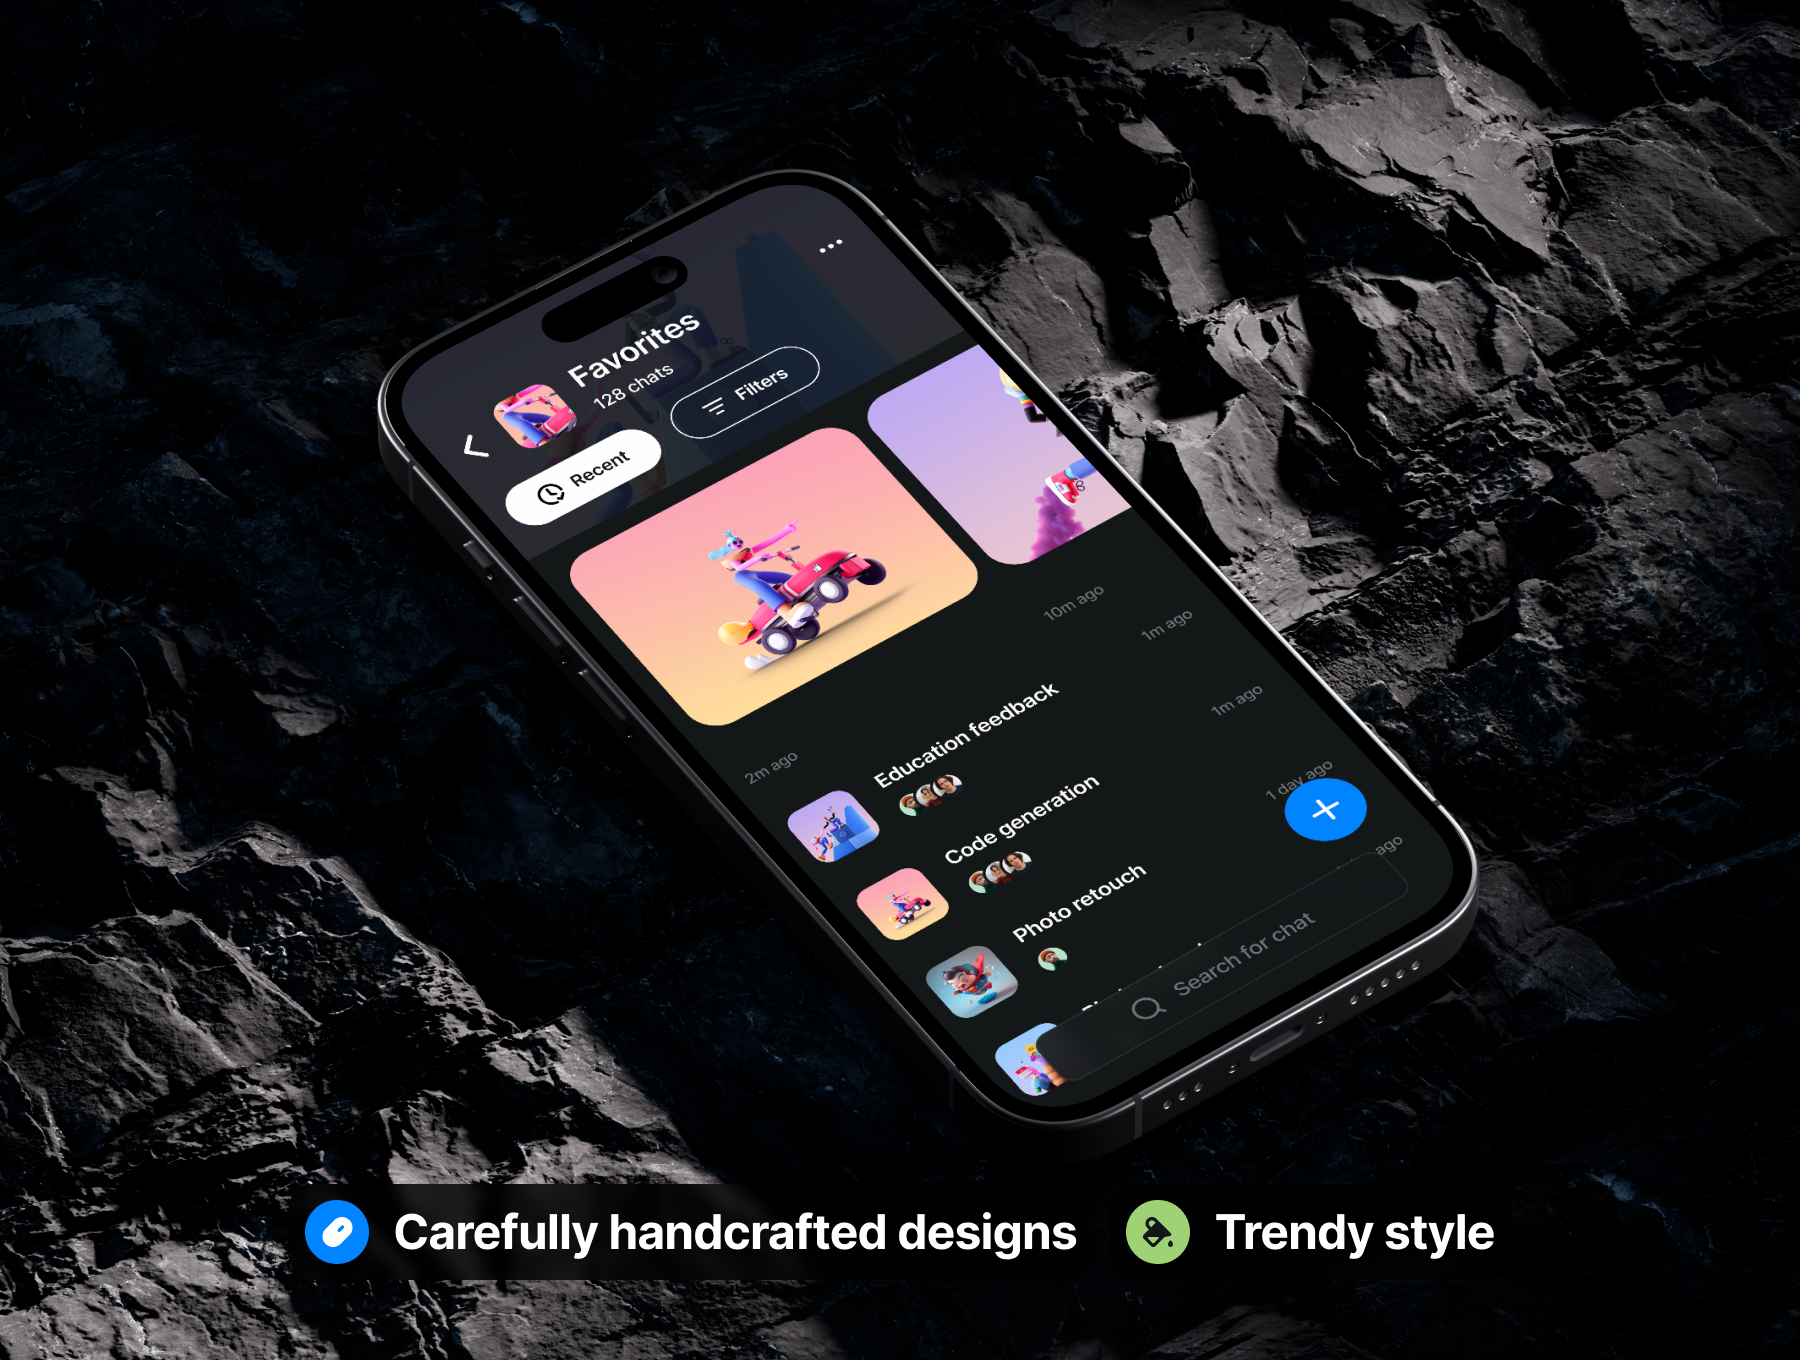 Favorites
128 chats
Recent
Filters
10m ago
2m ago
1m ago
Education feedback
1m ago
Code generation
1 day ago
Photo retouch
ago
Search for chat
Carefully handcrafted designs
Trendy style